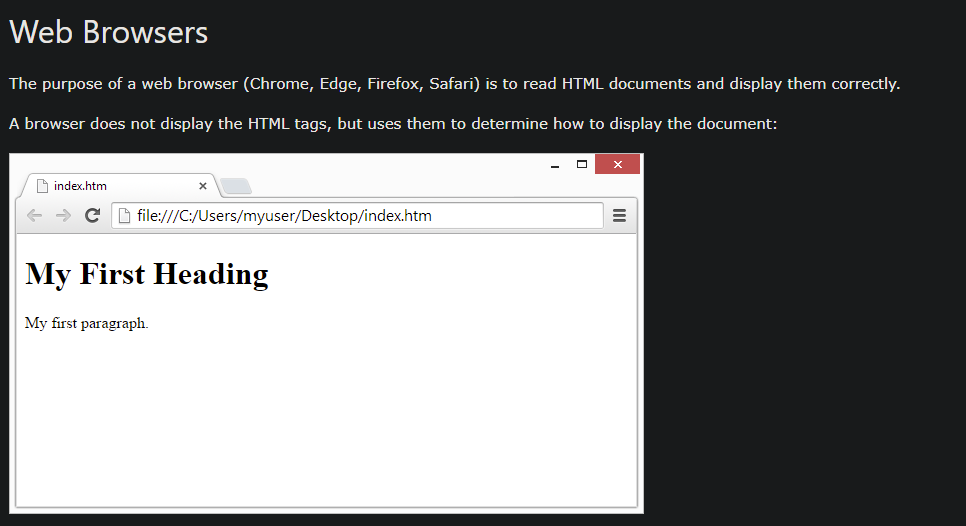 Web Browsers
The purpose of a web browser (Chrome, Edge, Firefox, Safari) is to read HTML documents and display them correctly.
A browser does not display the HTML tags, but uses them to determine how to display the document:
index.htm
file:///C:/Users/myuser/Desktop/index.htm
My First Heading
My first paragraph.